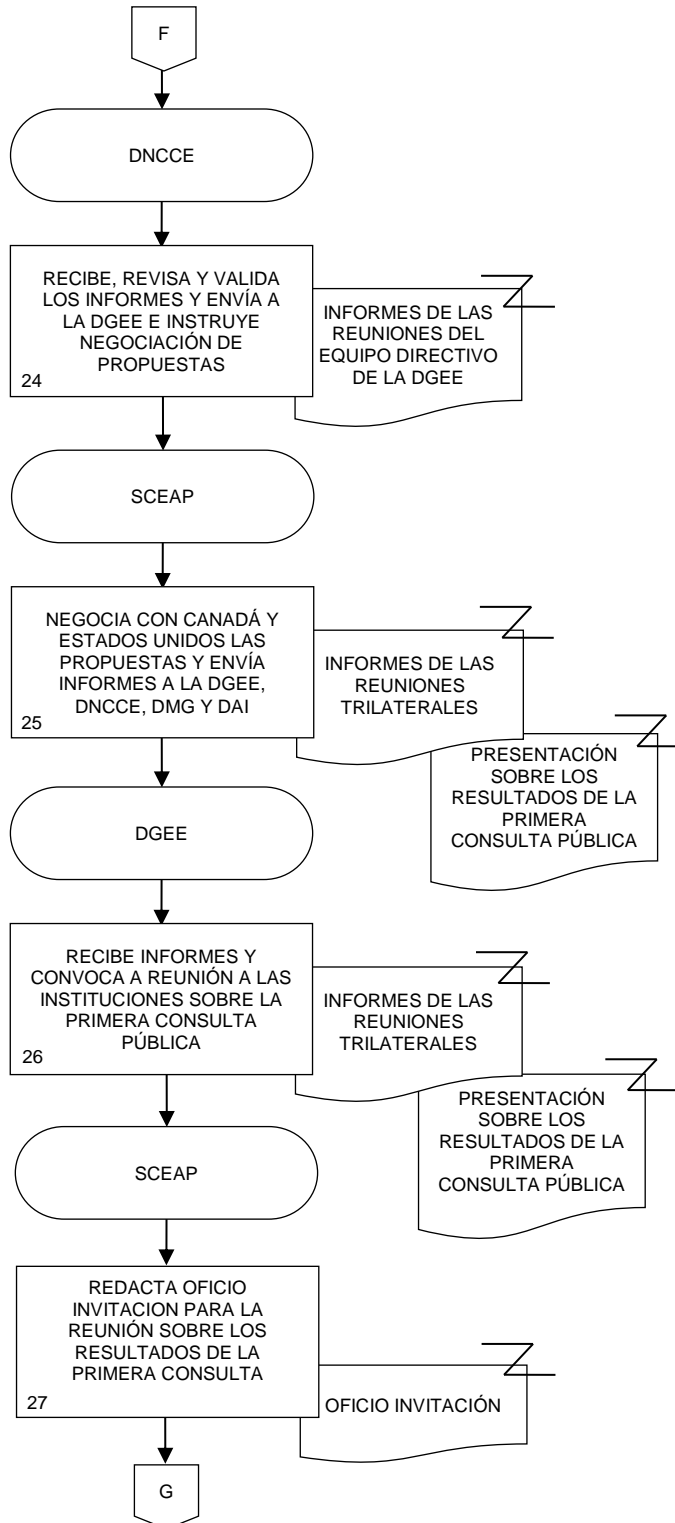 F
DNCCE
RECIBE, REVISA Y VALIDA
LOS INFORMES Y ENVÍA A
LA DGEE E INSTRUYE
NEGOCIACIÓN DE
PROPUESTAS
24
INFORMES DE LAS
REUNIONES DEL
EQUIPO DIRECTIVO
DE LA DGEE
SCEAP
NEGOCIA CON CANADÁ Y
ESTADOS UNIDOS LAS
PROPUESTAS Y ENVÍA
INFORMES A LA DGEE,
DNCCE, DMG Y DAI
25
INFORMES DE LAS
REUNIONES
TRILATERALES
PRESENTACIÓN
SOBRE LOS
RESULTADOS DE LA
PRIMERA
CONSULTA PÚBLICA
DGEE
RECIBE INFORMES Y
CONVOCA A REUNIÓN A LAS
INSTITUCIONES SOBRE LA
PRIMERA CONSULTA
PÚBLICA
26
INFORMES DE LAS
REUNIONES
TRILATERALES
PRESENTACIÓN
SOBRE LOS
RESULTADOS DE LA
PRIMERA
CONSULTA PÚBLICA
SCEAP
REDACTA OFICIO
INVITACION PARA LA
REUNIÓN SOBRE LOS
RESULTADOS DE LA
PRIMERA CONSULTA
27
OFICIO INVITACIÓN
G